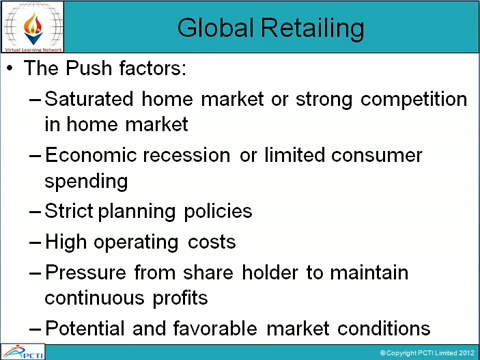 Virtual Learning Network
Global Retailing
• The Push factors:
–Saturated home market or strong competition
in home market
–Economic recession or limited consumer
spending
–Strict planning policies
–High operating costs
–Pressure from share holder to maintain
continuous profits
–Potential and favorable market conditions
PCTI
©Copyright PCTI Limited 2012